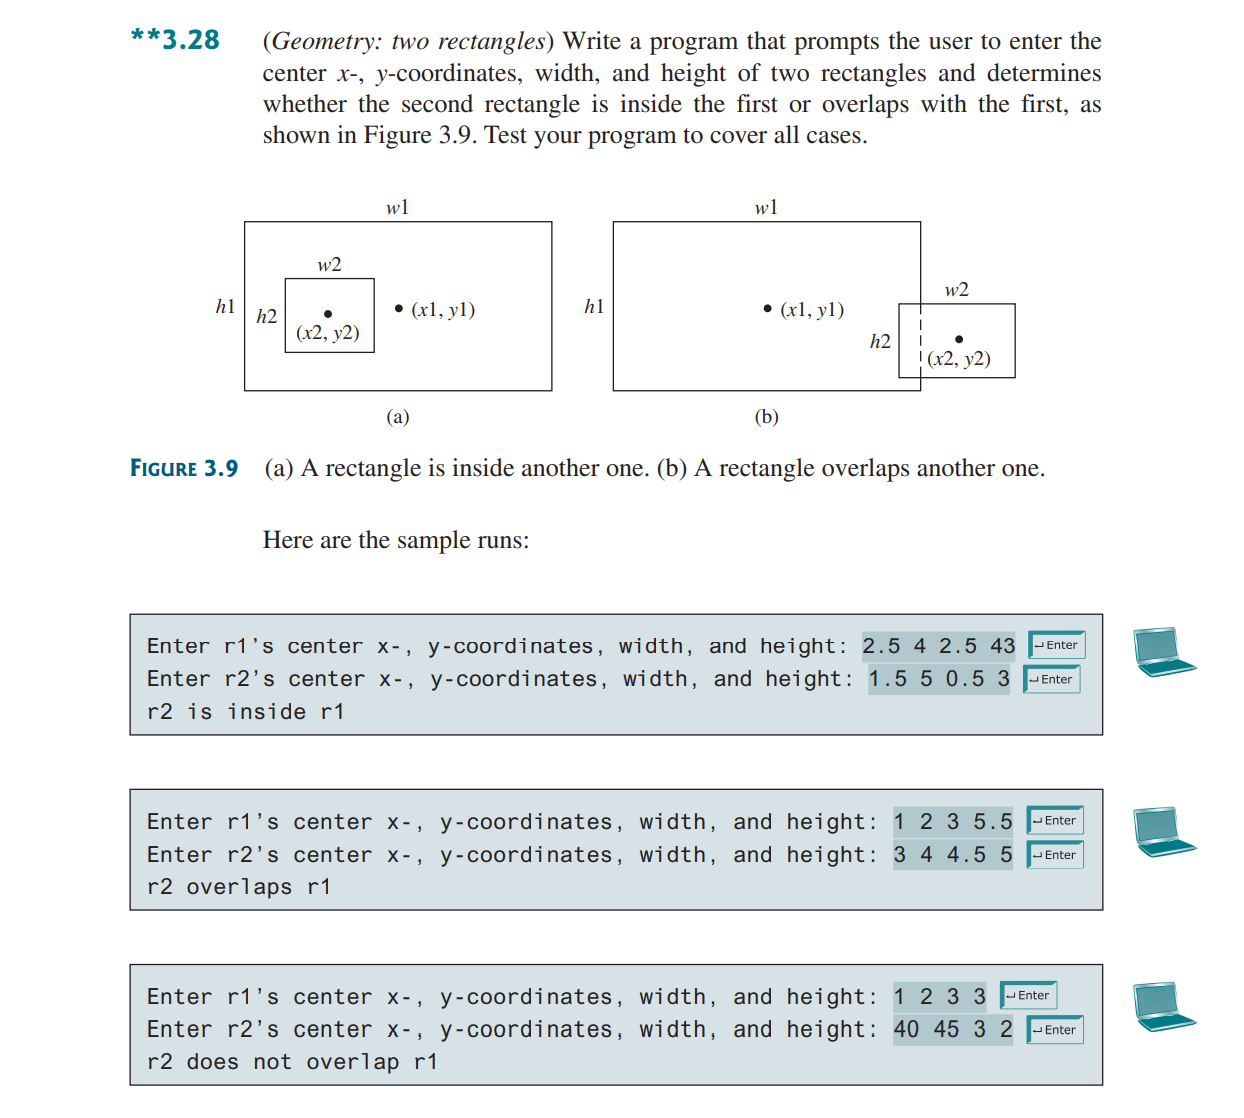 **3.28 (Geometry: two rectangles) Write a program that prompts the user to enter the
center x-, y-coordinates, width, and height of two rectangles and determines
whether the second rectangle is inside the first or overlaps with the first, as
shown in Figure 3.9. Test your program to cover all cases.
w1
w2
h1
h2
(x2, y2)
(x1, y1)
(a)
w1
h1
(x1, y1)
w2
h2
(x2, y2)
(b)
FIGURE 3.9 (a) A rectangle is inside another one. (b) A rectangle overlaps another one.
Here are the sample runs:
Enter r1's center x-, y-coordinates, width, and height: 2.5 4 2.5 43 ↵Enter
Enter r2's center x-, y-coordinates, width, and height: 1.5 5 0.5 3 ↵Enter
r2 is inside r1
Enter r1's center x-, y-coordinates, width, and height: 1 2 3 5.5 ↵Enter
Enter r2's center x-, y-coordinates, width, and height: 3 4 4.5 5 ↵Enter
r2 overlaps r1
Enter r1's center x-, y-coordinates, width, and height: 1 2 3 3 ↵Enter
Enter r2's center x-, y-coordinates, width, and height: 40 45 3 2 ↵Enter
r2 does not overlap r1